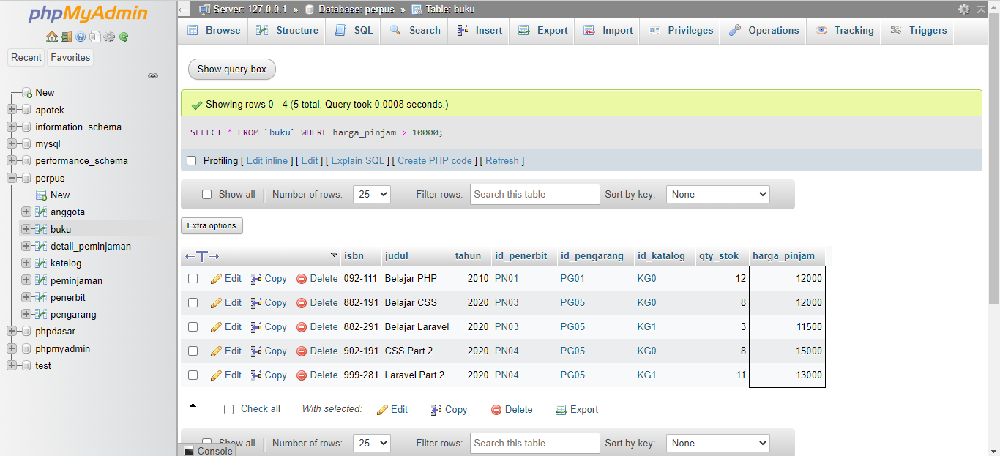 phpMyAdmin
Recent Favorites
New
apotek
information_schema
mysql
performance_schema
perpus
New
anggota
buku
detail_peminjaman
katalog
peminjaman
penerbit
pengarang
phpdasar
phpmyadmin
test
Server: 127.0.0.1 » Database: perpus » Table: buku
Browse Structure SQL Search Insert Export Import Privileges Operations Tracking Triggers
Show query box
Showing rows 0 - 4 (5 total, Query took 0.0008 seconds.)
SELECT * FROM `buku` WHERE harga_pinjam > 10000;
Profiling [ Edit inline ] [ Edit ] [ Explain SQL ] [ Create PHP code ] [ Refresh ]
Show all | Number of rows: 25 Filter rows: Search this table Sort by key: None
Extra options
←T→ isbn judul tahun id_penerbit id_pengarang id_katalog qty_stok harga_pinjam
Edit Copy Delete 092-111 Belajar PHP 2010 PN01 PG01 KG0 12 12000
Edit Copy Delete 882-191 Belajar CSS 2020 PN03 PG05 KG0 8 12000
Edit Copy Delete 882-291 Belajar Laravel 2020 PN03 PG05 KG1 3 11500
Edit Copy Delete 902-191 CSS Part 2 2020 PN04 PG05 KG0 8 15000
Edit Copy Delete 999-281 Laravel Part 2 2020 PN04 PG05 KG1 11 13000
Check all With selected: Edit Copy Delete Export
Show all | Number of rows: 25 Filter rows: Search this table Sort by key: None
Console